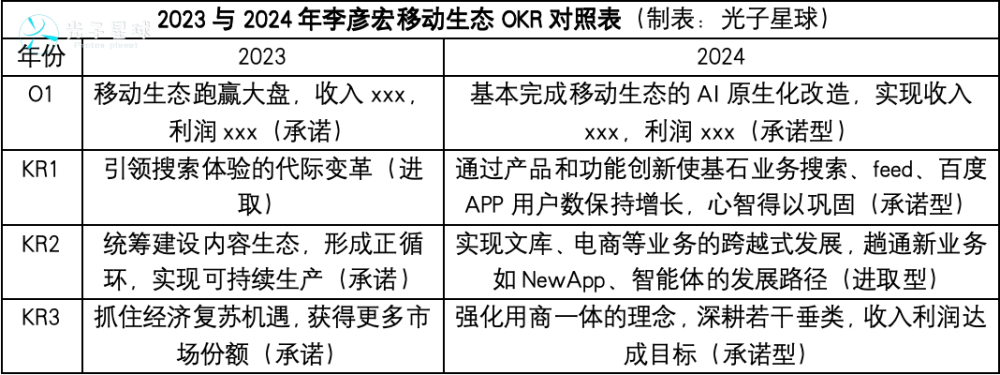 2023 与 2024 年李彦宏移动生态 OKR 对照表（制表：光子星球）
光子星球
Photon planet
年份
2023
2024
O1
移动生态跑赢大盘，收入 xxx，
利润 xxx（承诺）
基本完成移动生态的 AI 原生化改造，实现收入
xxx，利润 xxx（承诺型）
KR1
引领搜索体验的代际变革（进
取）
通过产品和功能创新使基石业务搜索、feed、百度
APP 用户数保持增长，心智得以巩固（承诺型）
KR2
统筹建设内容生态，形成正循
环，实现可持续生产（承诺）
实现文库、电商等业务的跨越式发展，趟通新业务
如 NewApp、智能体的发展路径（进取型）
KR3
抓住经济复苏机遇，获得更多市
场份额（承诺）
强化用商一体的理念，深耕若干垂类，收入利润达
成目标（承诺型）